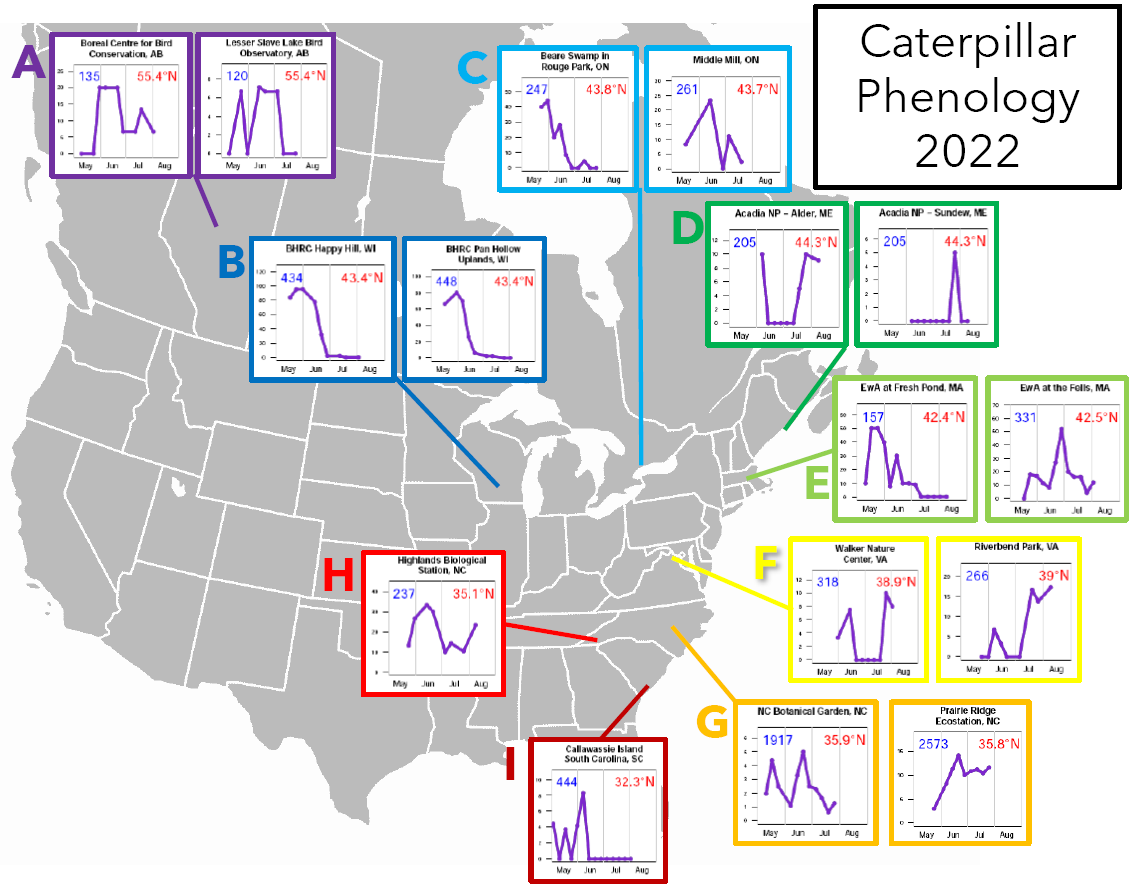 Caterpillar
Phenology
2022
A
Boreal Centre for Bird
Conservation, AB
135
55.4°N
25
20
15
10
5
0
May Jun Jul Aug
Lesser Slave Lake Bird
Observatory, AB
120
55.4°N
8
6
4
2
0
May Jun Jul Aug
B
BHRC Happy Hill, WI
434
43.4°N
120
100
80
60
40
20
0
May Jun Jul Aug
BHRC Pan Hollow
Uplands, WI
448
43.4°N
100
80
60
40
20
0
May Jun Jul Aug
C
Beare Swamp in
Rouge Park, ON
247
43.8°N
50
40
30
20
10
0
May Jun Jul Aug
Middle Mill, ON
261
43.7°N
30
25
20
15
10
5
0
May Jun Jul Aug
D
Acadia NP – Alder, ME
205
44.3°N
12
10
8
6
4
2
0
May Jun Jul Aug
Acadia NP – Sundew, ME
205
44.3°N
6
5
4
3
2
1
0
May Jun Jul Aug
E
EwA at Fresh Pond, MA
157
42.4°N
60
50
40
30
20
10
0
May Jun Jul Aug
EwA at the Fells, MA
331
42.5°N
70
60
50
40
30
20
10
0
May Jun Jul Aug
F
Walker Nature
Center, VA
318
38.9°N
12
10
8
6
4
2
0
May Jun Jul Aug
Riverbend Park, VA
266
39°N
20
15
10
5
0
May Jun Jul Aug
G
NC Botanical Garden, NC
1917
35.9°N
6
5
4
3
2
1
0
May Jun Jul Aug
Prairie Ridge
Ecostation, NC
2573
35.8°N
15
10
5
0
May Jun Jul Aug
H
Highlands Biological
Station, NC
237
35.1°N
40
30
20
10
0
May Jun Jul Aug
I
Callawassie Island
South Carolina, SC
444
32.3°N
10
8
6
4
2
0
May Jun Jul Aug